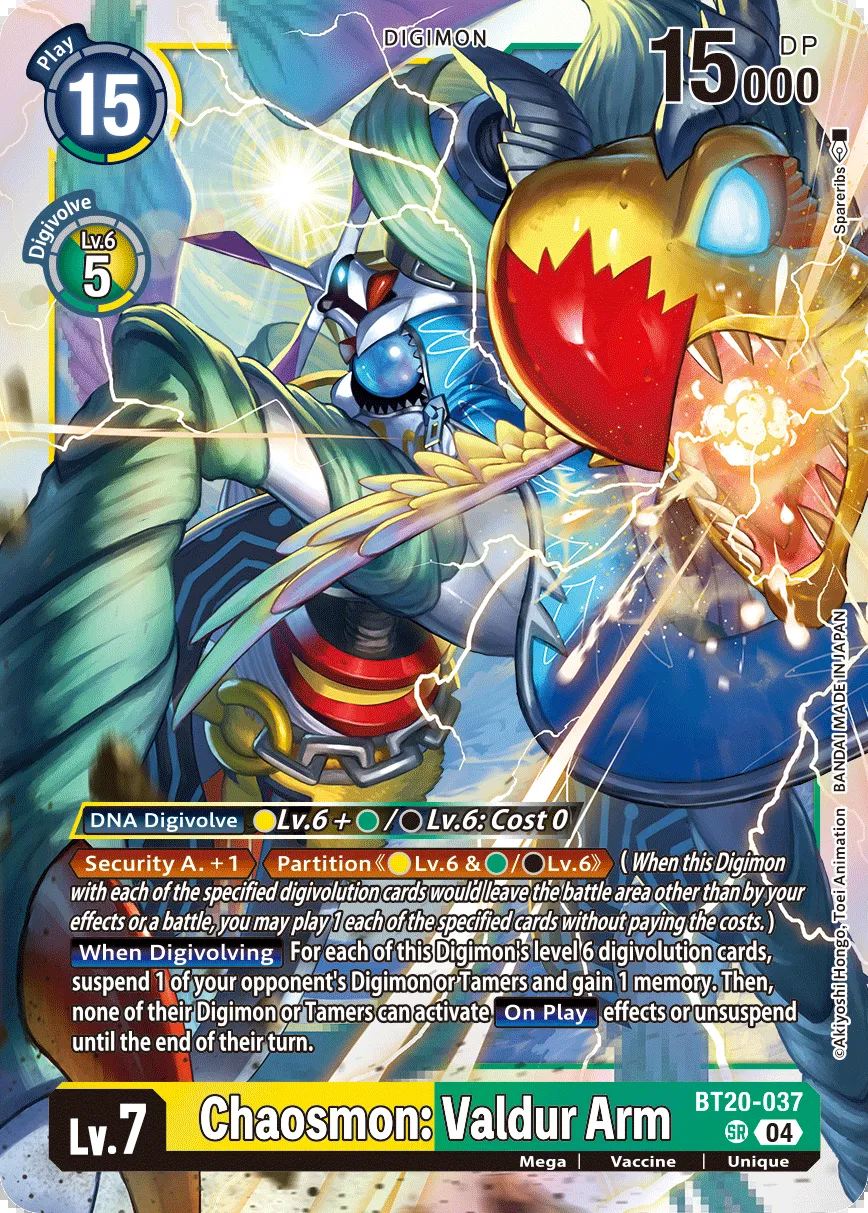 Play
15
DIGIMON
15000 DP
Digivolve
Lv.6
5
Spareribs
DNA Digivolve Lv.6 + / Lv.6: Cost 0
Security A. +1 Partition《Lv.6 & / Lv.6》 (When this Digimon
with each of the specified digivolution cards would leave the battle area other than by your
effects or a battle, you may play 1 each of the specified cards without paying the costs.)
When Digivolving For each of this Digimon's level 6 digivolution cards,
suspend 1 of your opponent's Digimon or Tamers and gain 1 memory. Then,
none of their Digimon or Tamers can activate On Play effects or unsuspend
until the end of their turn.
©Akiyoshi Hongo, Toei Animation BANDAI MADE IN JAPAN
Lv.7
Chaosmon: Valdur Arm
BT20-037
SR 04
Mega | Vaccine | Unique